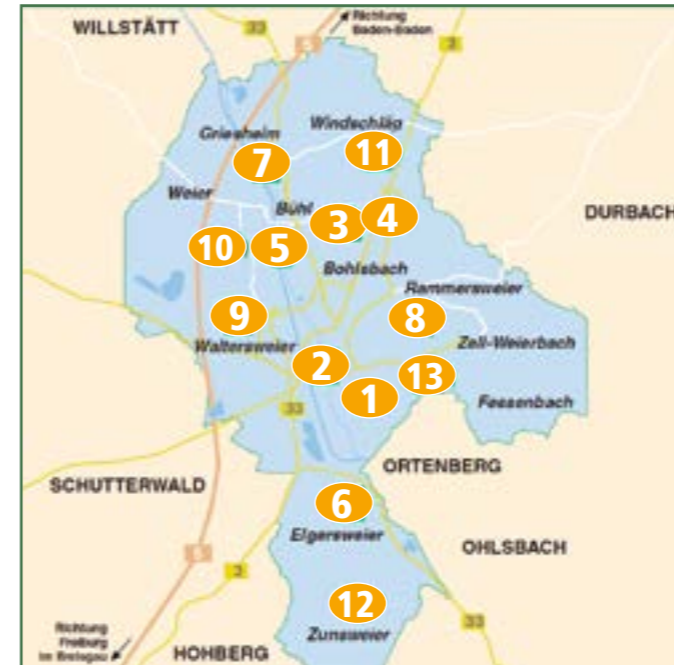 WILLSTÄTT
33
5
Richtung
Baden-Baden
3
Griesheim
Windschläg
7
11
Weier
Bühl
3
4
DURBACH
10
5
Bohlsbach
Rammersweier
9
8
Waltersweier
Zell-Weierbach
2
13
1
Fessenbach
33
ORTENBERG
SCHUTTERWALD
6
Elgersweier
OHLSBACH
5
3
12
33
Zunsweier
Richtung
Freiburg
im Breisgau
HOHBERG